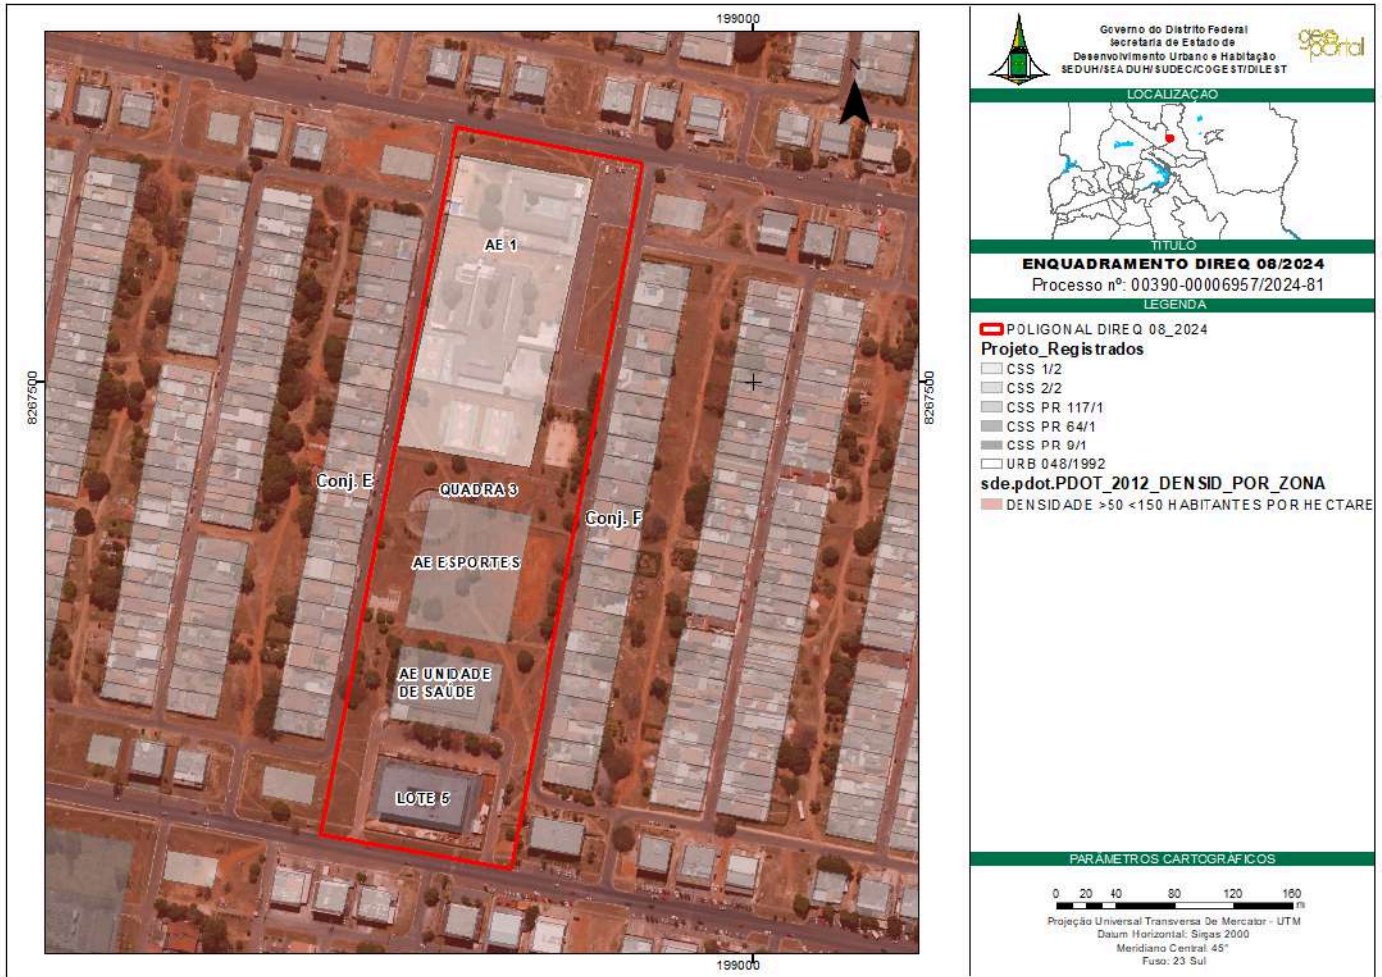 199000
8267500
8267500
199000
N
AE 1
Conj. E
QUADRA 3
Conj. F
AE ESPORTES
AE UNIDADE
DE SAÚDE
LOTE 5
Governo do Distrito Federal
Secretaria de Estado de
Desenvolvimento Urbano e Habitação
SEDUH/SEADUH/SUDEC/COGEST/DILEST
geo
portal
LOCALIZAÇÃO
TÍTULO
ENQUADRAMENTO DIREQ 08/2024
Processo nº: 00390-00006957/2024-81
LEGENDA
POLIGONAL DIREQ 08_2024
Projeto_Registrados
CSS 1/2
CSS 2/2
CSS PR 117/1
CSS PR 64/1
CSS PR 9/1
URB 048/1992
sde.pdot.PDOT_2012_DENSID_POR_ZONA
DENSIDADE >50 <150 HABITANTES POR HECTARE
PARÂMETROS CARTOGRÁFICOS
0 20 40 80 120 160
m
Projeção Universal Transversa De Mercator - UTM
Datum Horizontal: Sirgas 2000
Meridiano Central: 45°
Fuso: 23 Sul